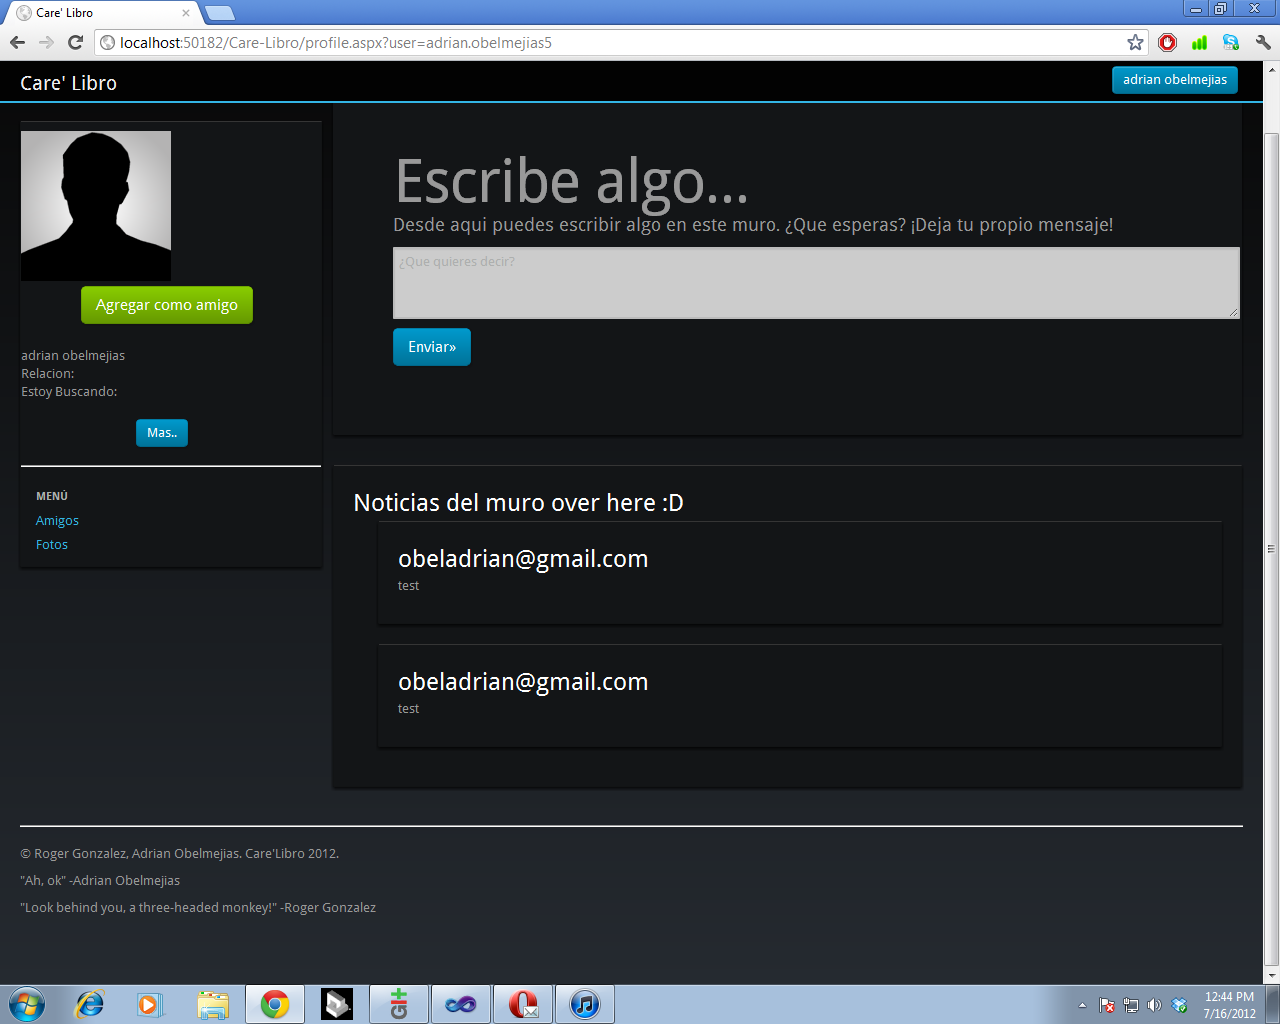 Care' Libro
localhost:50182/Care-Libro/profile.aspx?user=adrian.obelmejias5
Care' Libro
adrian obelmejias
Agregar como amigo
adrian obelmejias
Relacion:
Estoy Buscando:
Mas..
MENÚ
Amigos
Fotos
Escribe algo...
Desde aqui puedes escribir algo en este muro. ¿Que esperas? ¡Deja tu propio mensaje!
¿Que quieres decir?
Enviar»
Noticias del muro over here :D
obeladrian@gmail.com
test
obeladrian@gmail.com
test
© Roger Gonzalez, Adrian Obelmejias. Care'Libro 2012.
"Ah, ok" -Adrian Obelmejias
"Look behind you, a three-headed monkey!" -Roger Gonzalez
git
12:44 PM
7/16/2012